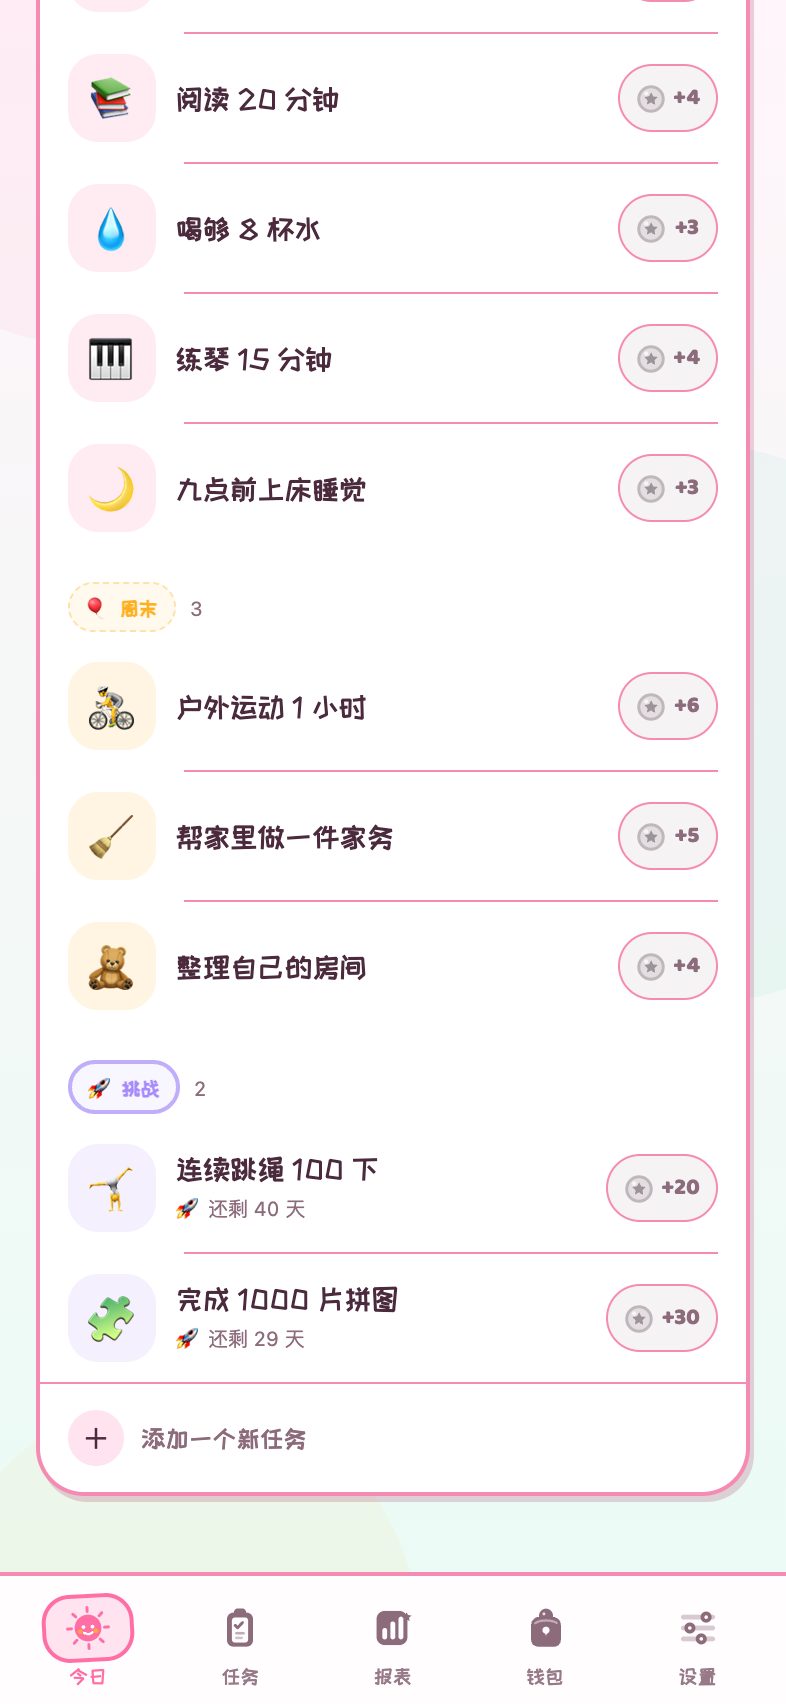 阅读 20 分钟
+4
喝够 8 杯水
+3
练琴 15 分钟
+4
九点前上床睡觉
+3
周末 3
户外运动 1 小时
+6
帮家里做一件家务
+5
整理自己的房间
+4
挑战 2
连续跳绳 100 下
还剩 40 天
+20
完成 1000 片拼图
还剩 29 天
+30
添加一个新任务
今日
任务
报表
钱包
设置